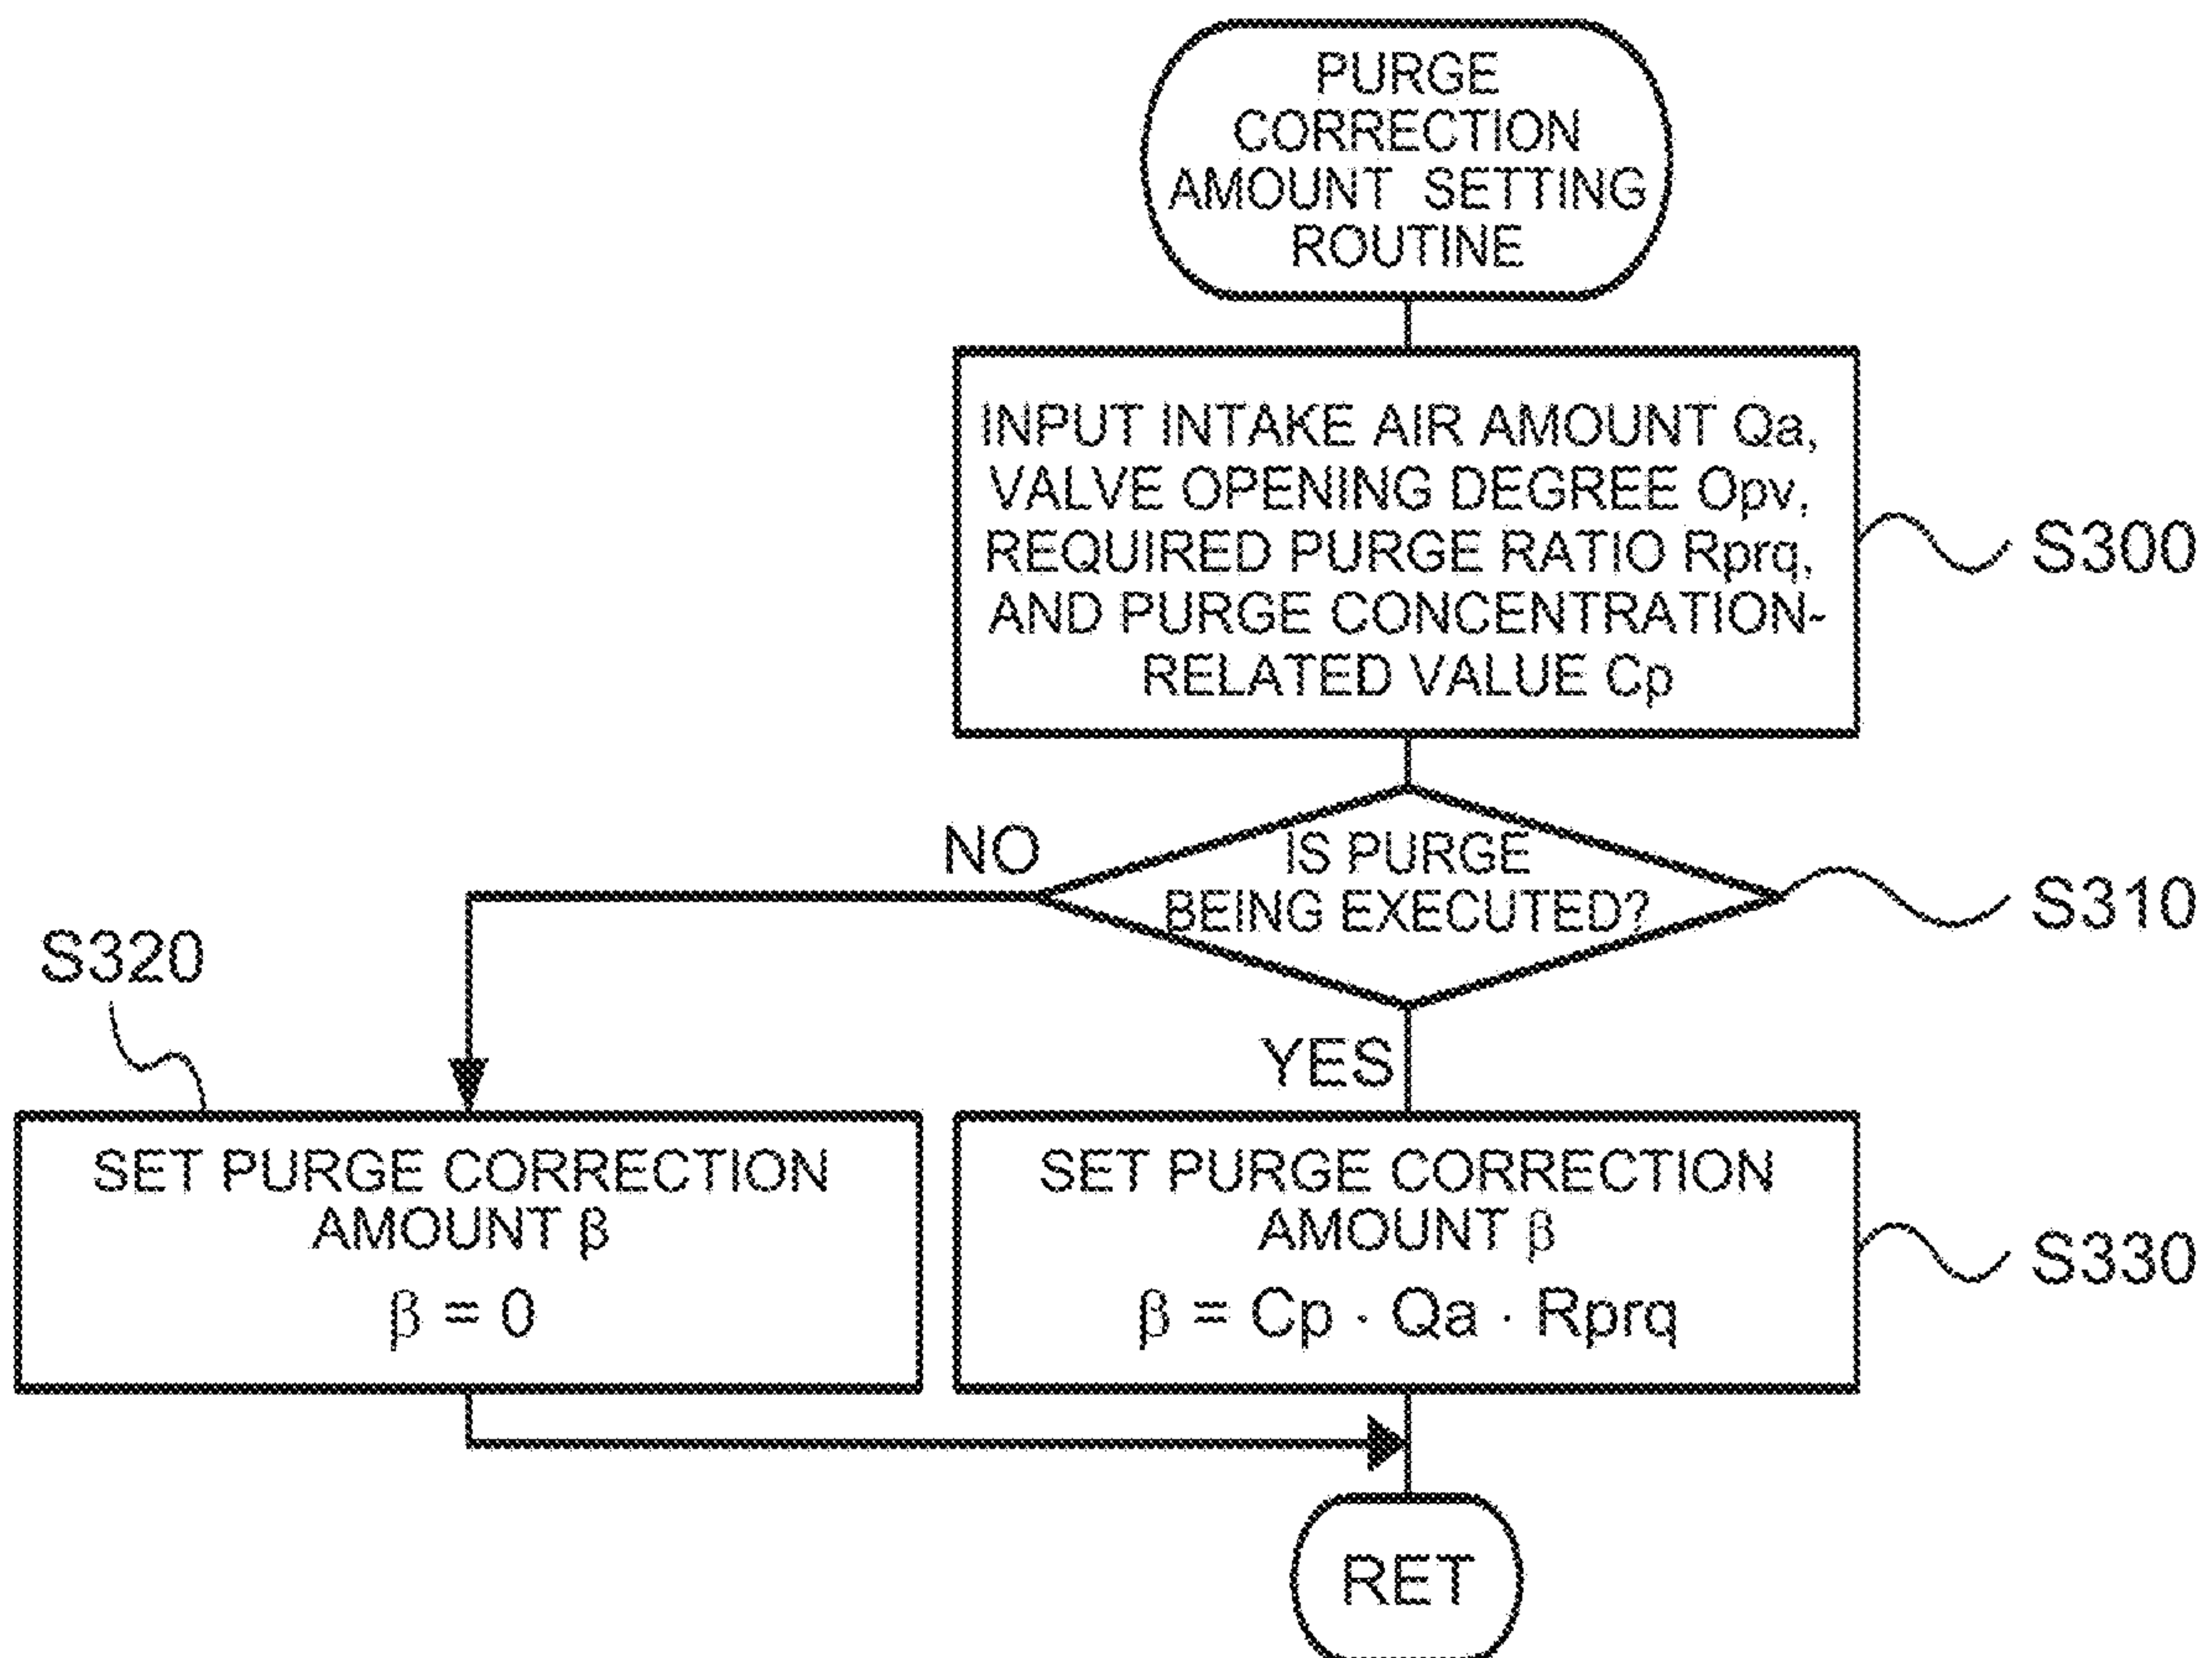 PURGE
CORRECTION
AMOUNT SETTING
ROUTINE
INPUT INTAKE AIR AMOUNT Qa,
VALVE OPENING DEGREE Opv,
REQUIRED PURGE RATIO Rprq,
AND PURGE CONCENTRATION-
RELATED VALUE Cp
S300
NO
IS PURGE
BEING EXECUTED?
S310
S320
YES
SET PURGE CORRECTION
AMOUNT β
β = 0
SET PURGE CORRECTION
AMOUNT β
β = Cp · Qa · Rprq
S330
RET